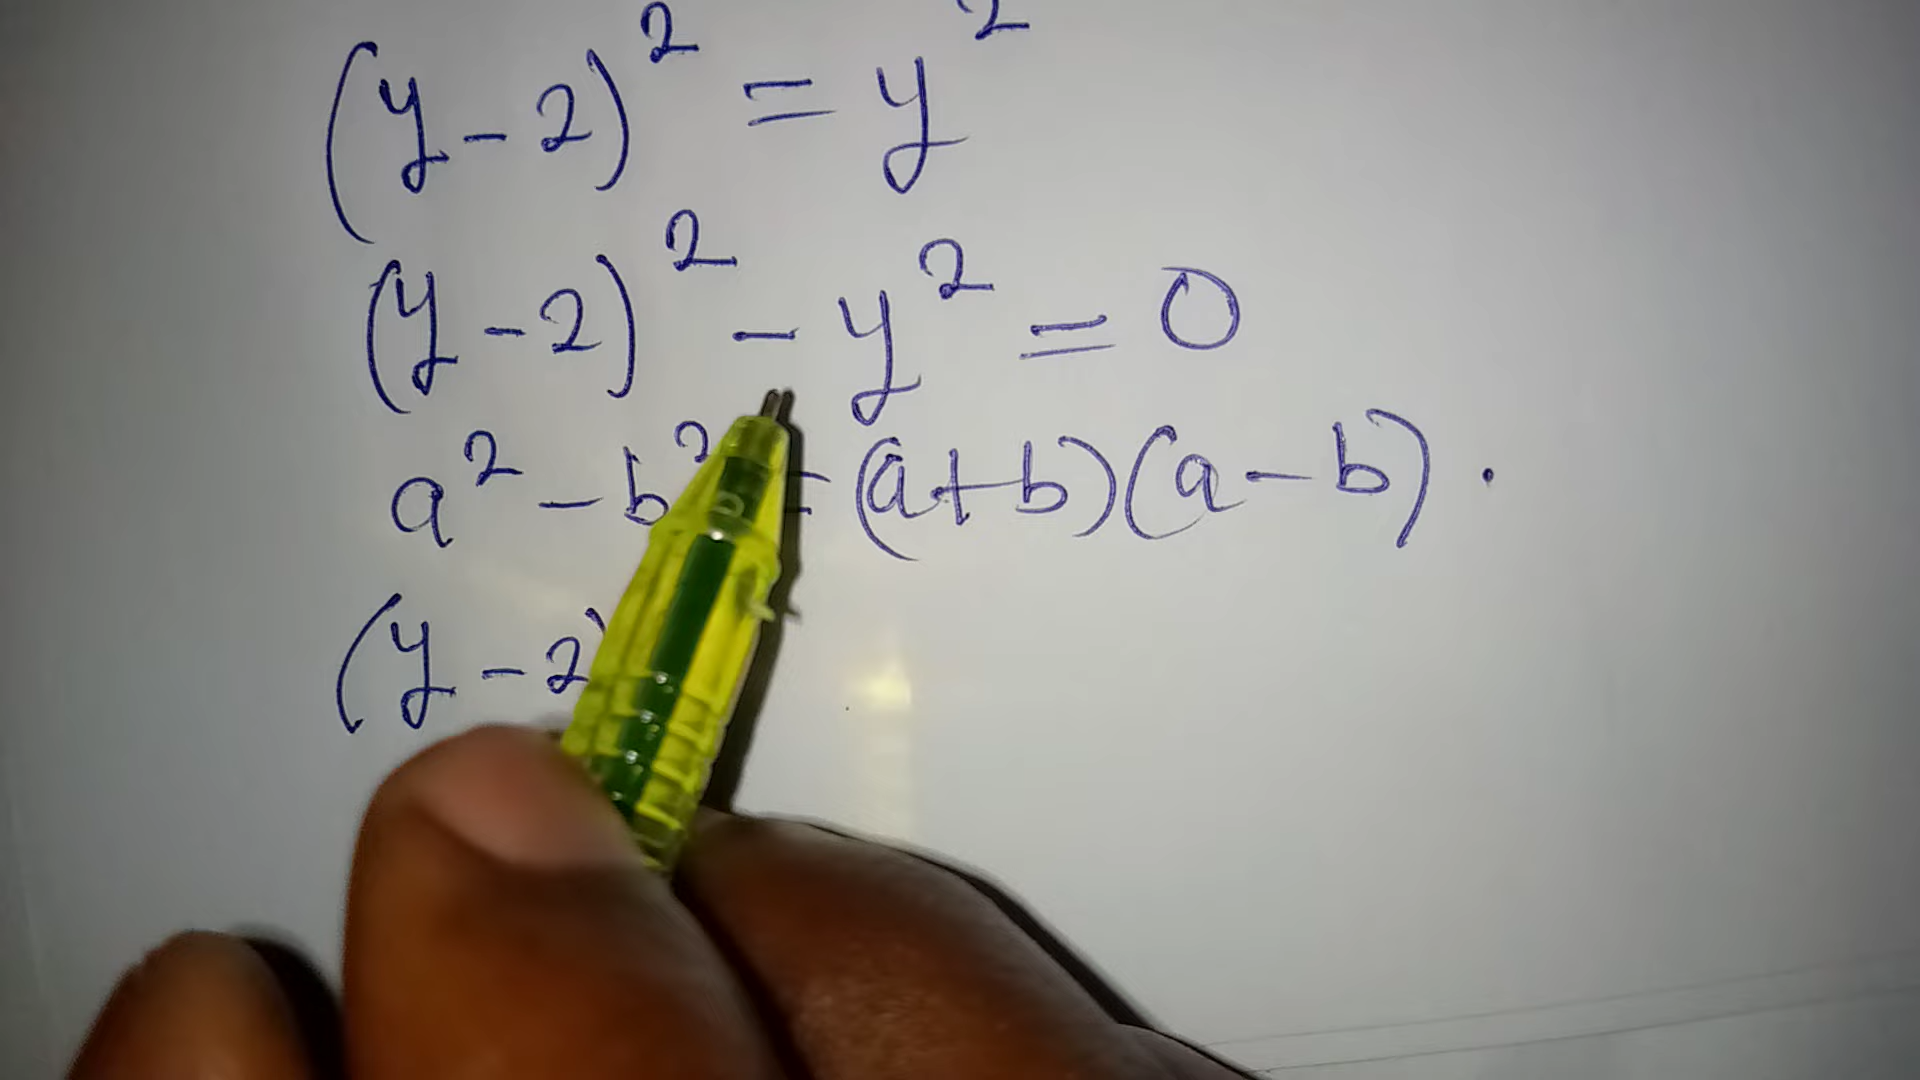 (y-2)² = y²
(y-2)² - y² = 0
a² - b² = (a+b)(a-b).
(y-2)